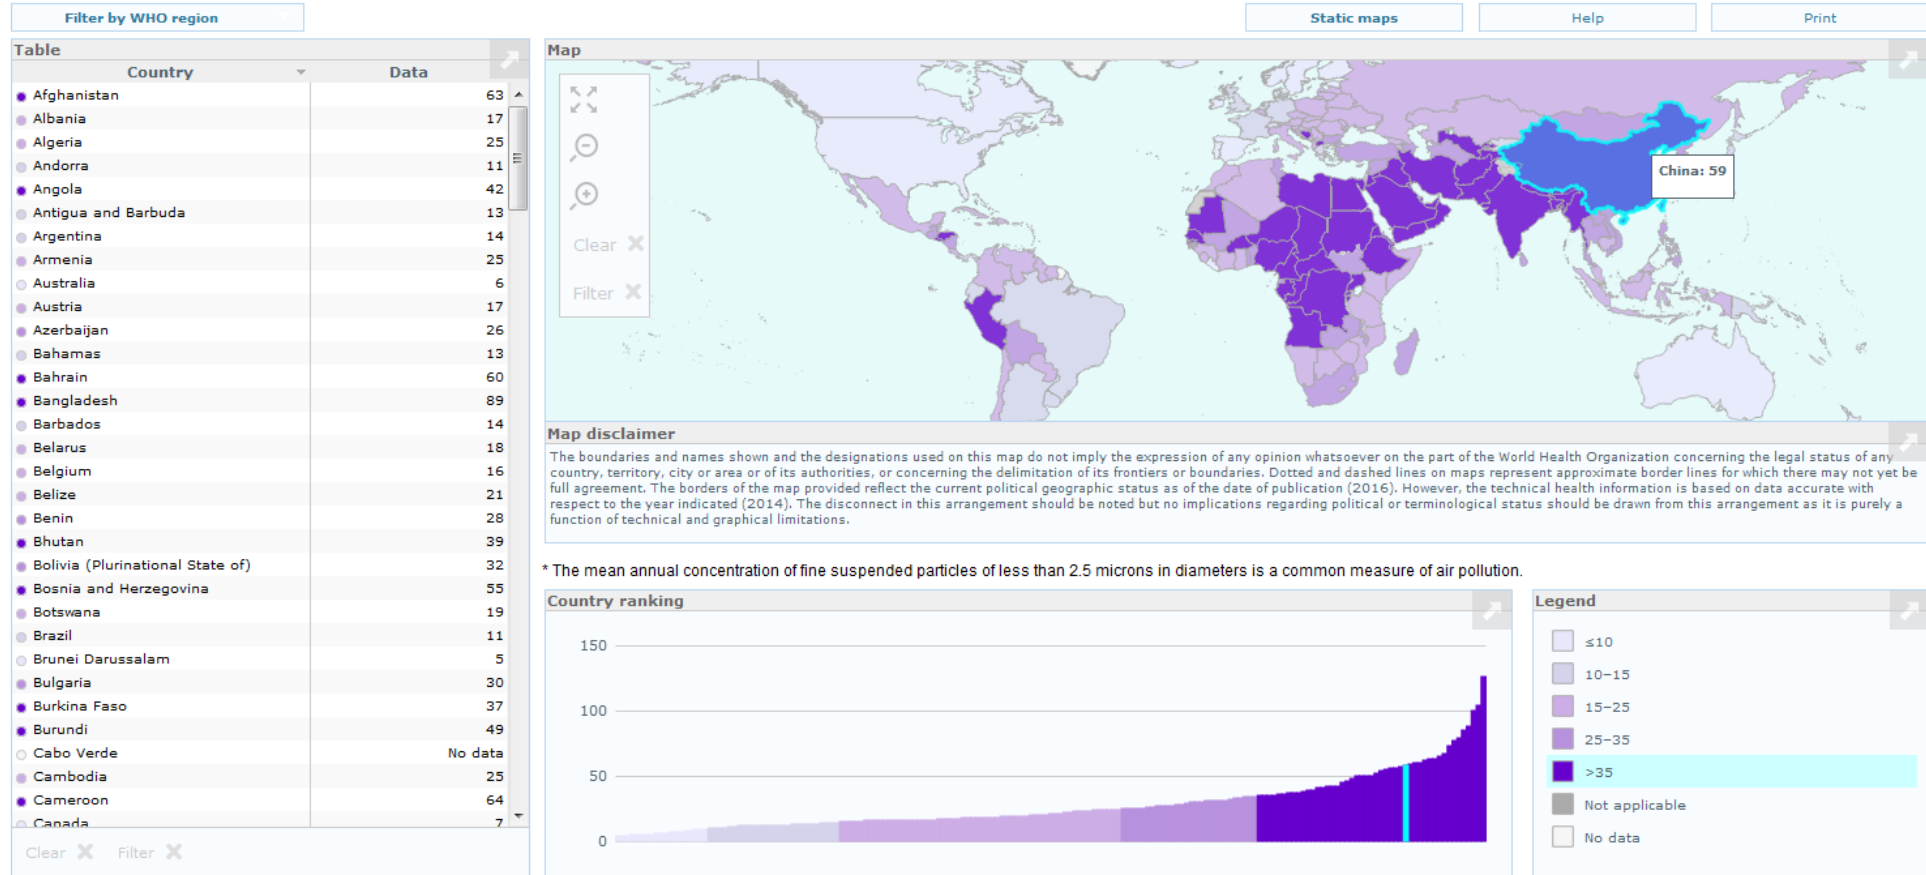 Filter by WHO region
Static maps
Help
Print
Table
Country Data
Afghanistan 63
Albania 17
Algeria 25
Andorra 11
Angola 42
Antigua and Barbuda 13
Argentina 14
Armenia 25
Australia 6
Austria 17
Azerbaijan 26
Bahamas 13
Bahrain 60
Bangladesh 89
Barbados 14
Belarus 18
Belgium 16
Belize 21
Benin 28
Bhutan 39
Bolivia (Plurinational State of) 32
Bosnia and Herzegovina 55
Botswana 19
Brazil 11
Brunei Darussalam 5
Bulgaria 30
Burkina Faso 37
Burundi 49
Cabo Verde No data
Cambodia 25
Cameroon 64
Canada 7
Clear
Filter
Map
Clear
Filter
China: 59
Map disclaimer
The boundaries and names shown and the designations used on this map do not imply the expression of any opinion whatsoever on the part of the World Health Organization concerning the legal status of any
country, territory, city or area or of its authorities, or concerning the delimitation of its frontiers or boundaries. Dotted and dashed lines on maps represent approximate border lines for which there may not yet be
full agreement. The borders of the map provided reflect the current political geographic status as of the date of publication (2016). However, the technical health information is based on data accurate with
respect to the year indicated (2014). The disconnect in this arrangement should be noted but no implications regarding political or terminological status should be drawn from this arrangement as it is purely a
function of technical and graphical limitations.
* The mean annual concentration of fine suspended particles of less than 2.5 microns in diameters is a common measure of air pollution.
Country ranking
150
100
50
0
Legend
≤10
10–15
15–25
25–35
>35
Not applicable
No data